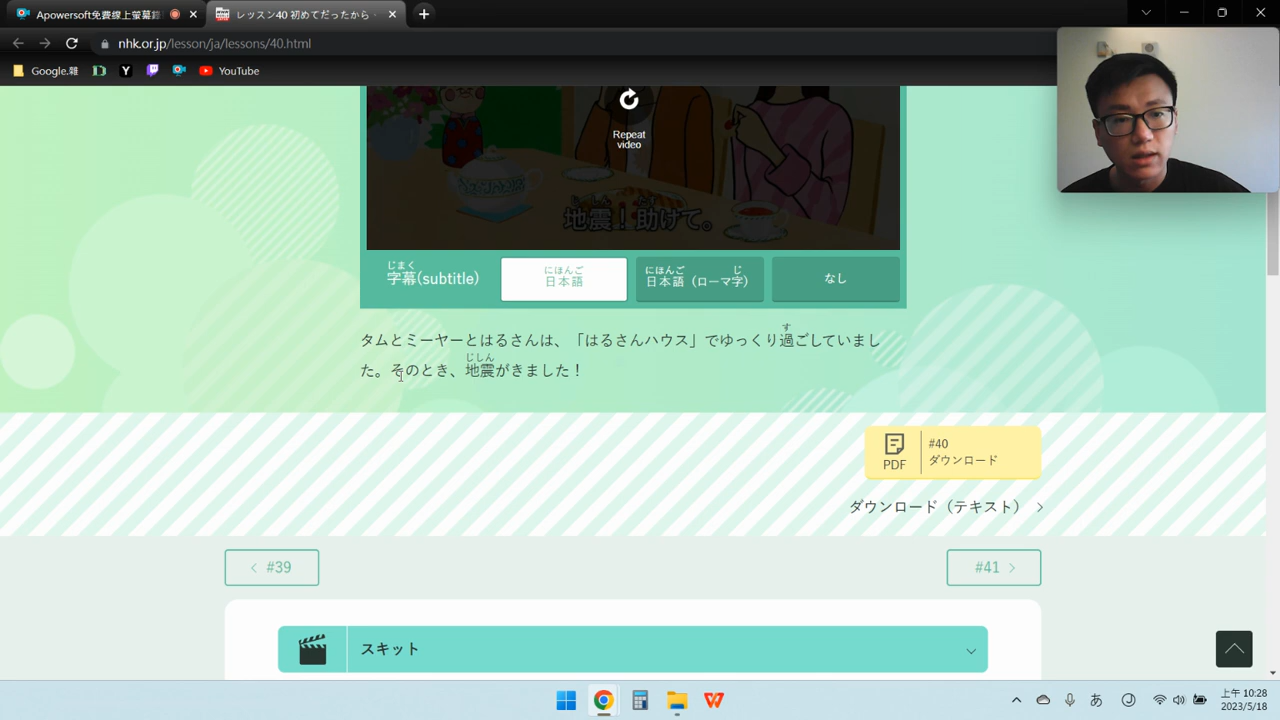 Apowersoft免費線上螢幕錄
レッスン40 初めてだったから
nhk.or.jp/lesson/ja/lessons/40.html
Google.雜
YouTube
Repeat
video
じしん たす
地震！助けて。
じまく
字幕(subtitle)
にほんご
日本語
にほんご じ
日本語（ローマ字）
なし
す
タムとミーヤーとはるさんは、「はるさんハウス」でゆっくり過ごしていまし
じしん
た。そのとき、地震がきました！
PDF
#40
ダウンロード
ダウンロード（テキスト）
#39
#41
スキット
あ
上午 10:28
2023/5/18